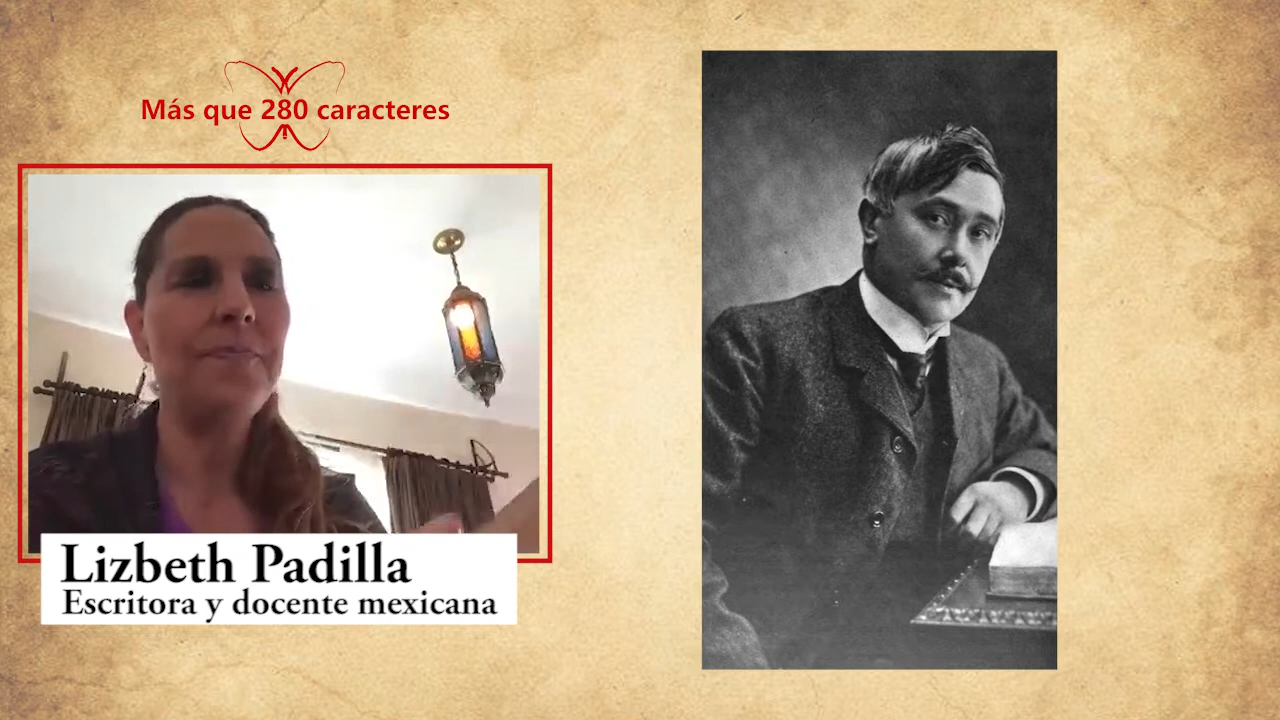 Más que 280 caracteres
Lizbeth Padilla
Escritora y docente mexicana